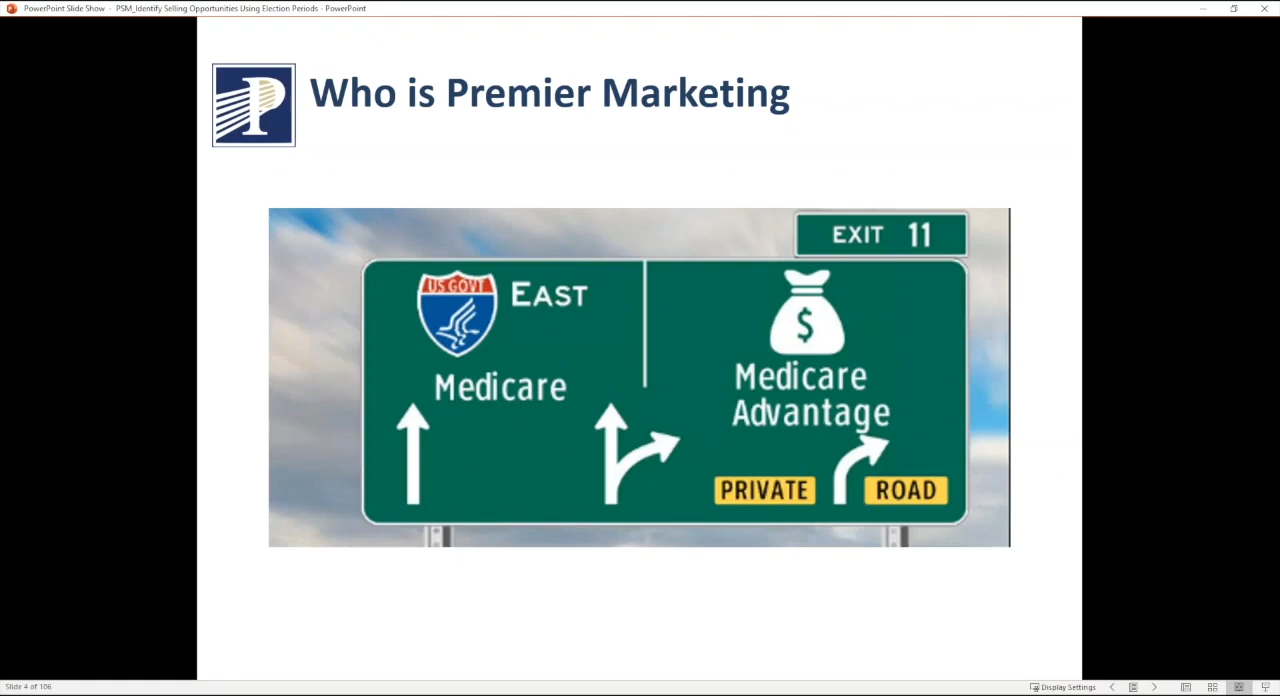 PowerPoint Slide Show - PSM_Identify Selling Opportunities Using Election Periods - PowerPoint
P
Who is Premier Marketing
EXIT 11
US GOVT
EAST
Medicare
$
Medicare
Advantage
PRIVATE
ROAD
Slide 4 of 106
Display Settings